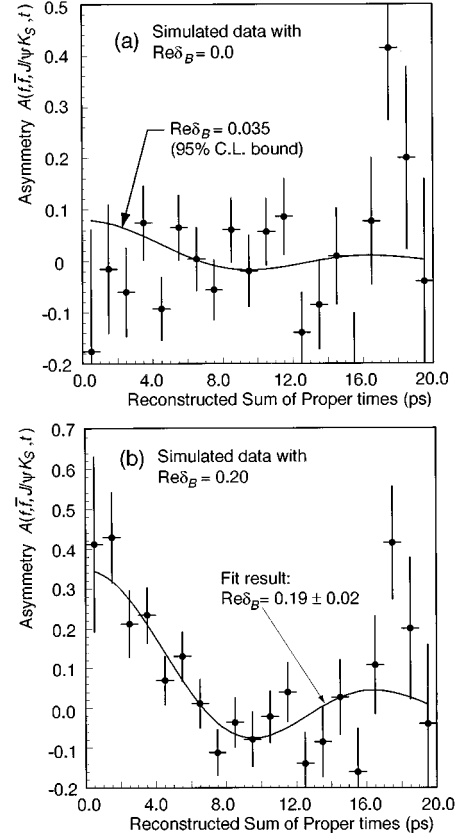 (a) Simulated data with
Reδ_B = 0.0
Reδ_B = 0.035
(95% C.L. bound)
Asymmetry A(f,f̅,J/ψK_S,t)
0.5
0.4
0.3
0.2
0.1
0
-0.1
-0.2
0.0 4.0 8.0 12.0 16.0 20.0
Reconstructed Sum of Proper times (ps)
(b) Simulated data with
Reδ_B = 0.20
Fit result:
Reδ_B = 0.19 ± 0.02
Asymmetry A(f,f̅,J/ψK_S,t)
0.7
0.6
0.5
0.4
0.3
0.2
0.1
0.0
-0.1
-0.2
0.0 4.0 8.0 12.0 16.0 20.0
Reconstructed Sum of Proper times (ps)